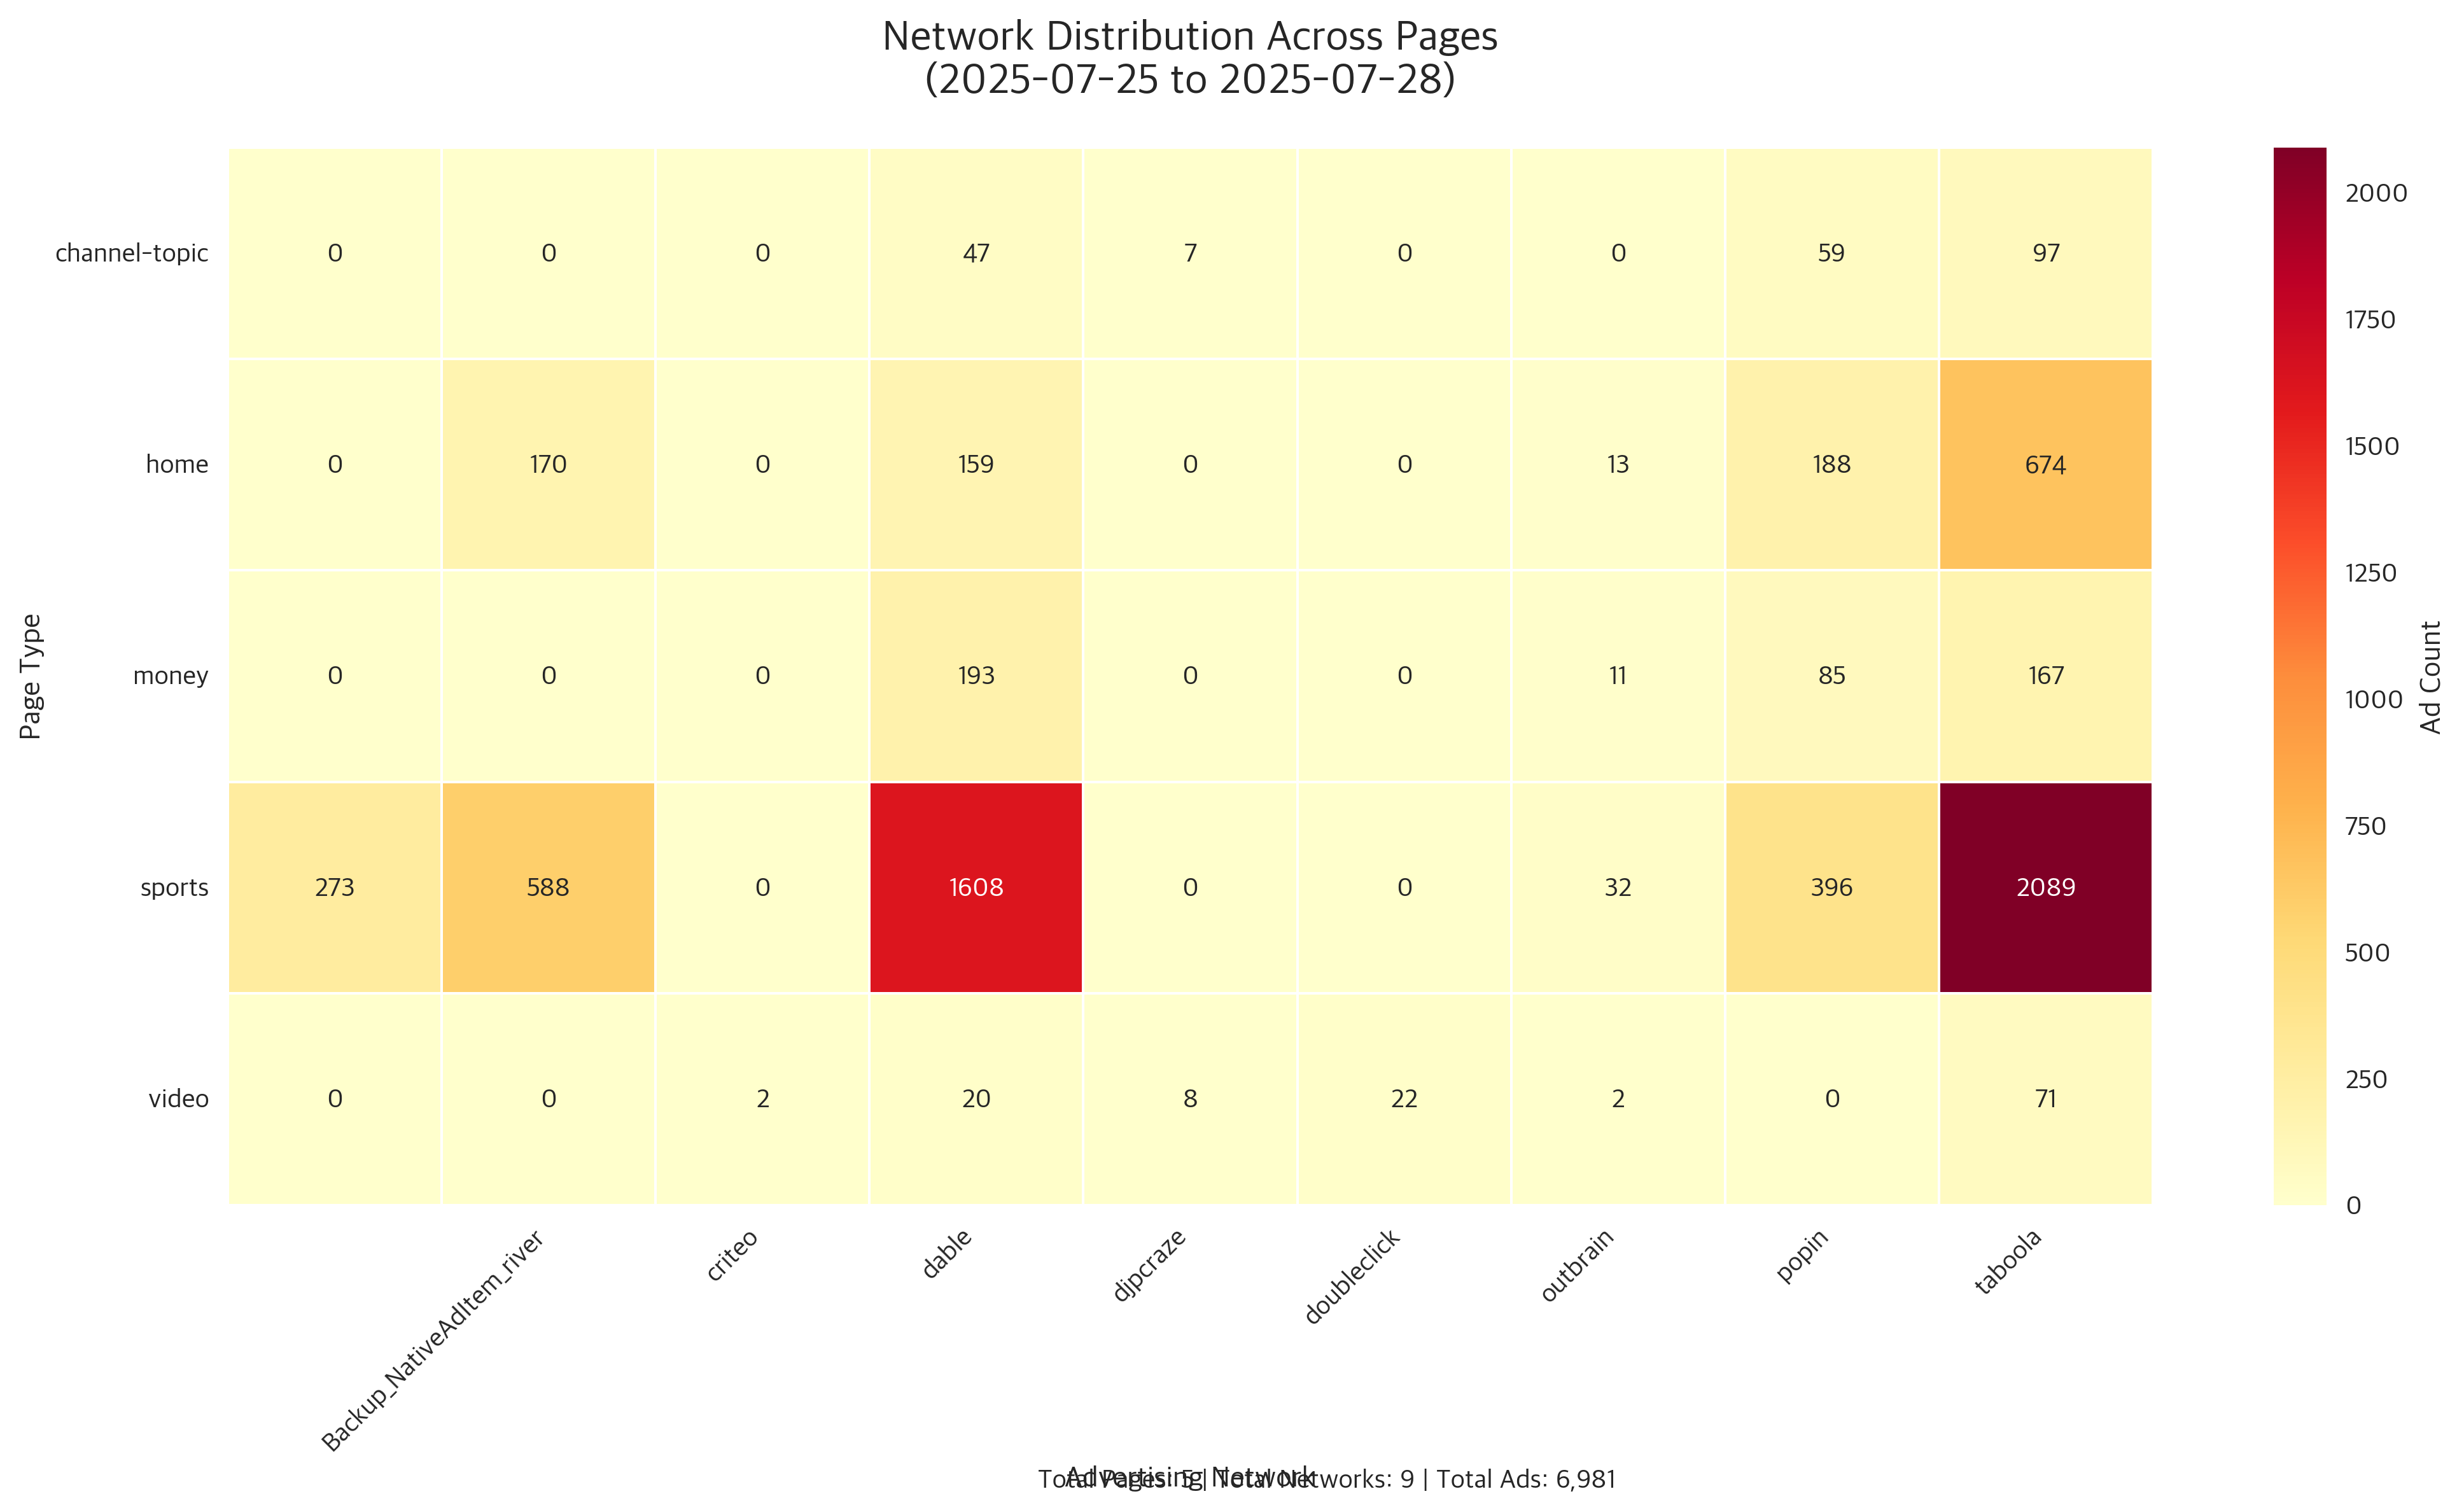 Network Distribution Across Pages
(2025-07-25 to 2025-07-28)
Page Type
channel-topic 0 0 0 47 7 0 0 59 97
home 0 170 0 159 0 0 13 188 674
money 0 0 0 193 0 0 11 85 167
sports 273 588 0 1608 0 0 32 396 2089
video 0 0 2 20 8 22 2 0 71
Backup_NativeAdItem_river
criteo
dable
djpcraze
doubleclick
outbrain
popin
taboola
Advertising Network
Total Pages: 5 | Total Networks: 9 | Total Ads: 6,981
2000
1750
1500
1250
1000
750
500
250
0
Ad Count